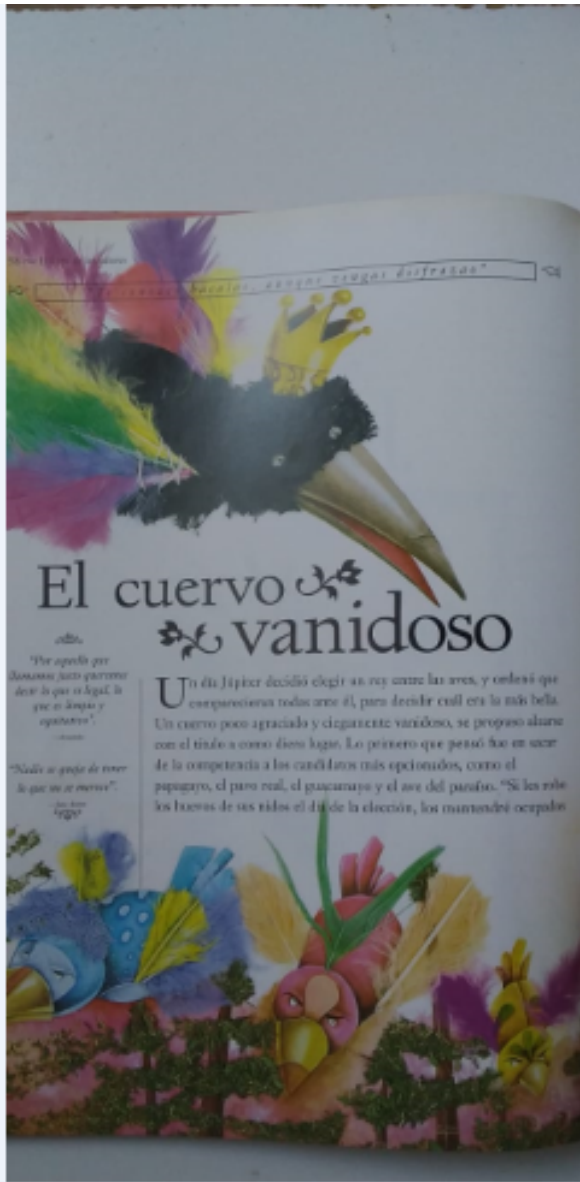 disfrutas"
El cuervo
vanidoso
"Por aquello que
llamamos justo queremos
decir lo que es legal, lo
que es limpio y
"Nadie se queja de tener
lo que no se merece".
Un día Júpiter decidió elegir un rey entre las aves, y ordenó que
comparecieran todas ante él, para decidir cuál era la más bella.
Un cuervo poco agraciado y ciegamente vanidoso, se propuso alzarse
con el título a como diera lugar. Lo primero que pensó fue en sacar
de la competencia a los candidatos más opcionados, como el
papagayo, el pavo real, el guacamayo y el ave del paraíso. "Si les robo
los huevos de sus nidos el día de la elección, los mantendré ocupados